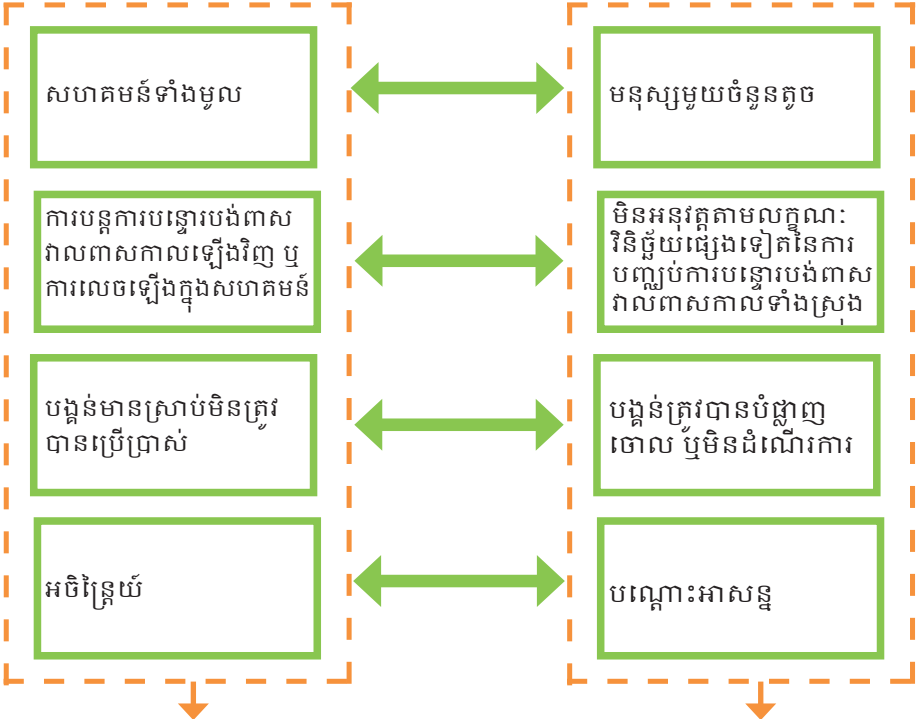 សហគមន៍ទាំងមូល
មនុស្សមួយចំនួនតូច
ការបន្តការបន្ទោរបង់ពាស
វាលពាសកាលឡើងវិញ ឬ
ការលេចឡើងក្នុងសហគមន៍
មិនអនុវត្តតាមលក្ខណៈ
វិនិច្ឆ័យផ្សេងទៀតនៃការ
បញ្ឈប់ការបន្ទោរបង់ពាស
វាលពាសកាលទាំងស្រុង
បង្គន់មានស្រាប់មិនត្រូវ
បានប្រើប្រាស់
បង្គន់ត្រូវបានបំផ្លាញ
ចោល ឬមិនដំណើរការ
អចិន្ត្រៃយ៍
បណ្តោះអាសន្ន